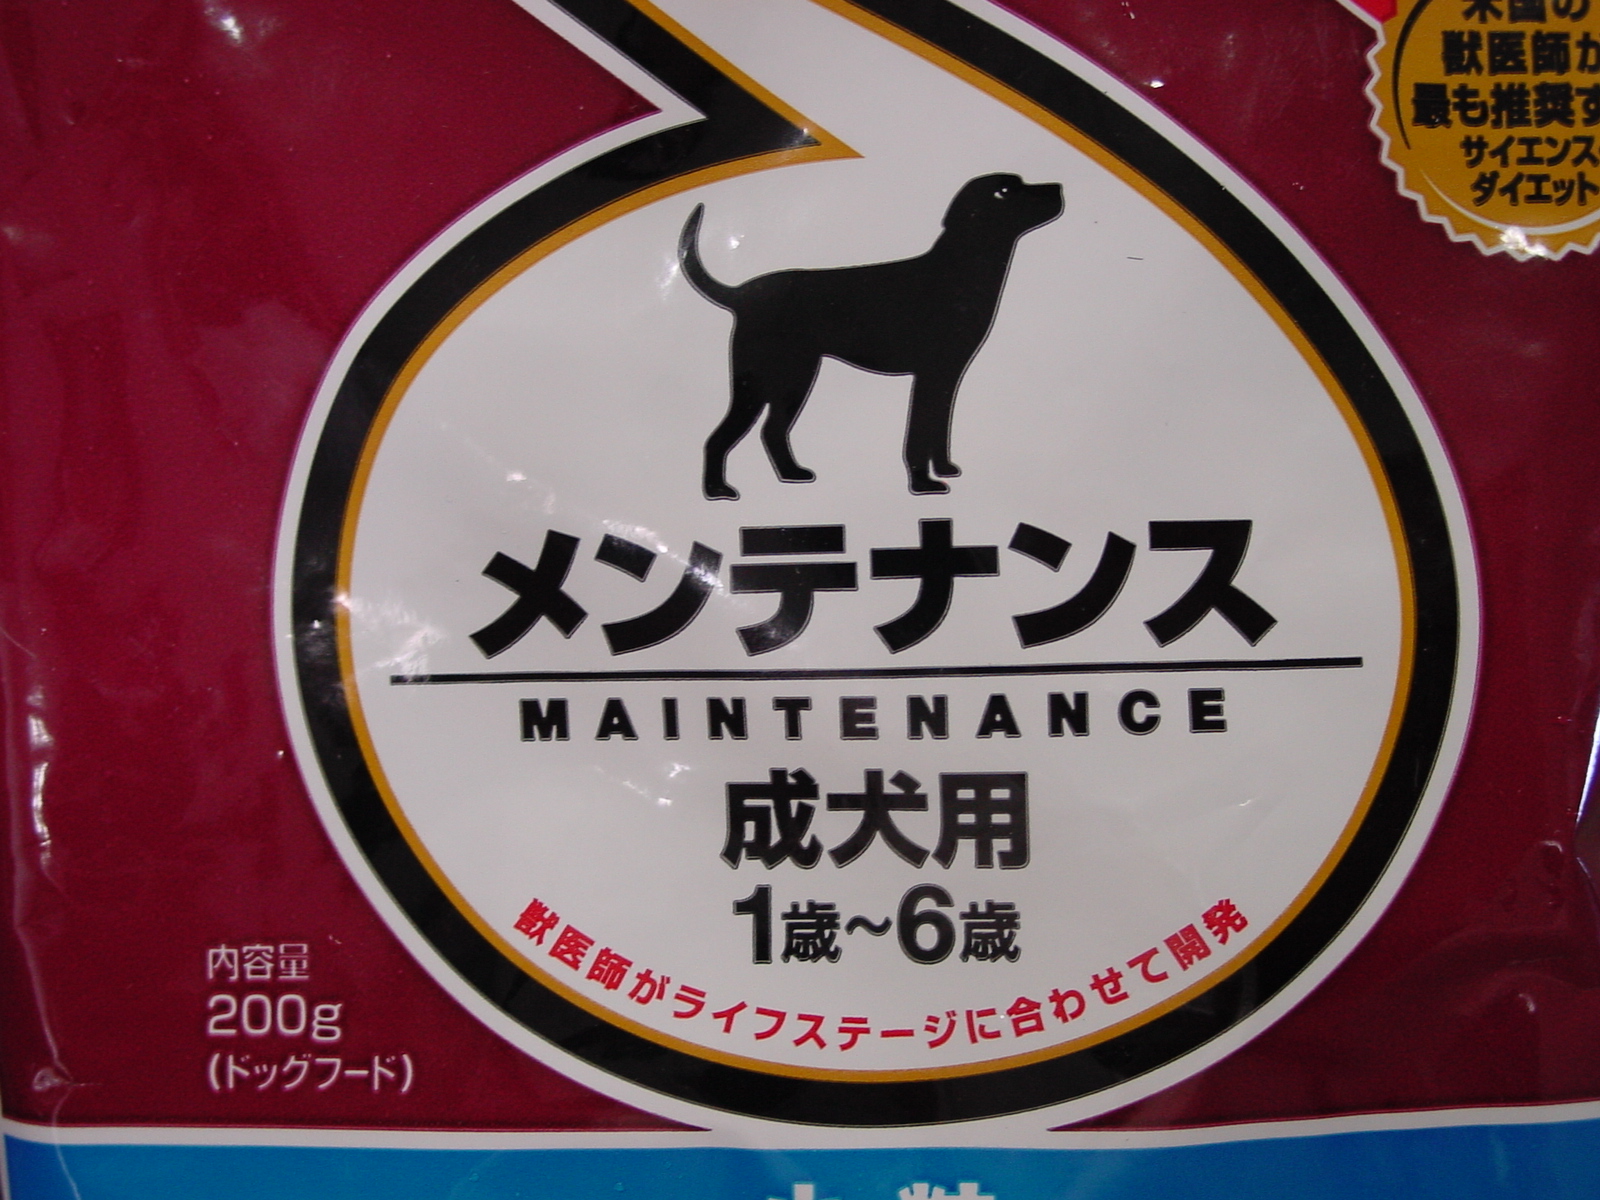 米国の
獣医師が
最も推奨す
サイエンス・
ダイエット
メンテナンス
MAINTENANCE
成犬用
1歳~6歳
獣医師がライフステージに合わせて開発
内容量
200g
(ドッグフード)
小粒